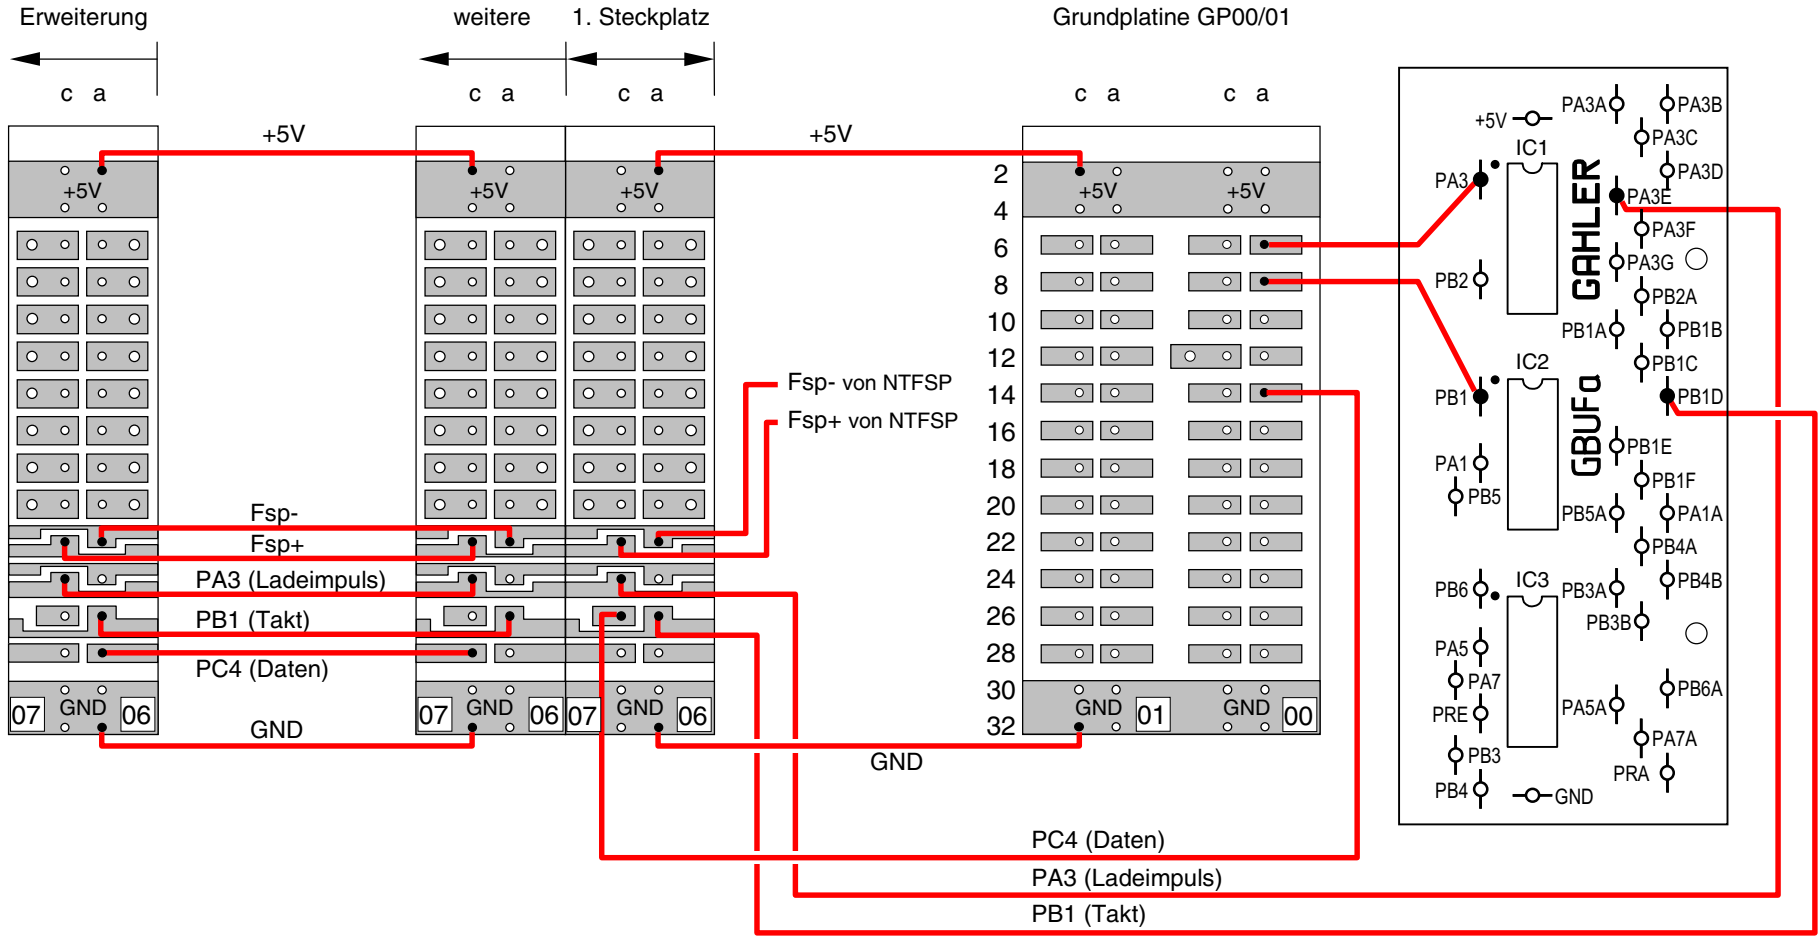 Erweiterung
weitere
1. Steckplatz
Grundplatine GP00/01
c a
c a
c a
c a
c a
+5V
+5V
+5V
+5V
+5V
+5V
+5V
2
4
6
8
10
12
14
16
18
20
22
24
26
28
30
32
Fsp- von NTFSP
Fsp+ von NTFSP
Fsp-
Fsp+
PA3 (Ladeimpuls)
PB1 (Takt)
PC4 (Daten)
GND
07 GND 06
07 GND 06
07 GND 06
GND 01
GND 00
GND
PC4 (Daten)
PA3 (Ladeimpuls)
PB1 (Takt)
+5V
IC1
PA3
PB2
IC2
PB1
PA1
PB5
IC3
PB6
PA5
PA7
PRE
PB3
PB4
GND
GAHLER
GBUFa
PA3A
PA3B
PA3C
PA3D
PA3E
PA3F
PA3G
PB2A
PB1A
PB1B
PB1C
PB1D
PB1E
PB1F
PB5A
PA1A
PB4A
PB4B
PB3A
PB3B
PB6A
PA5A
PA7A
PRA